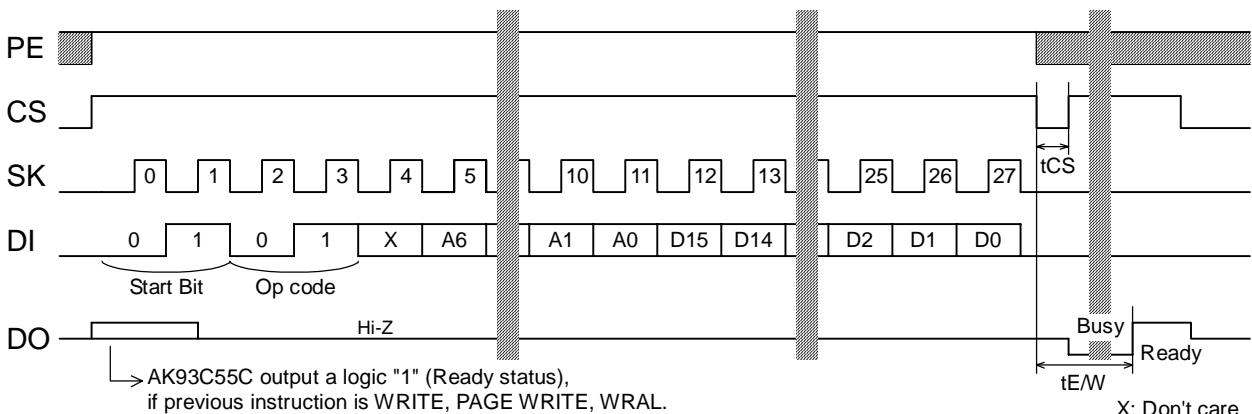 PE
CS
tCS
SK 0 1 2 3 4 5 10 11 12 13 25 26 27
DI 0 1 0 1 X A6 A1 A0 D15 D14 D2 D1 D0
Start Bit Op code
DO Hi-Z Busy Ready
tE/W
AK93C55C output a logic "1" (Ready status),
if previous instruction is WRITE, PAGE WRITE, WRAL.
X: Don't care